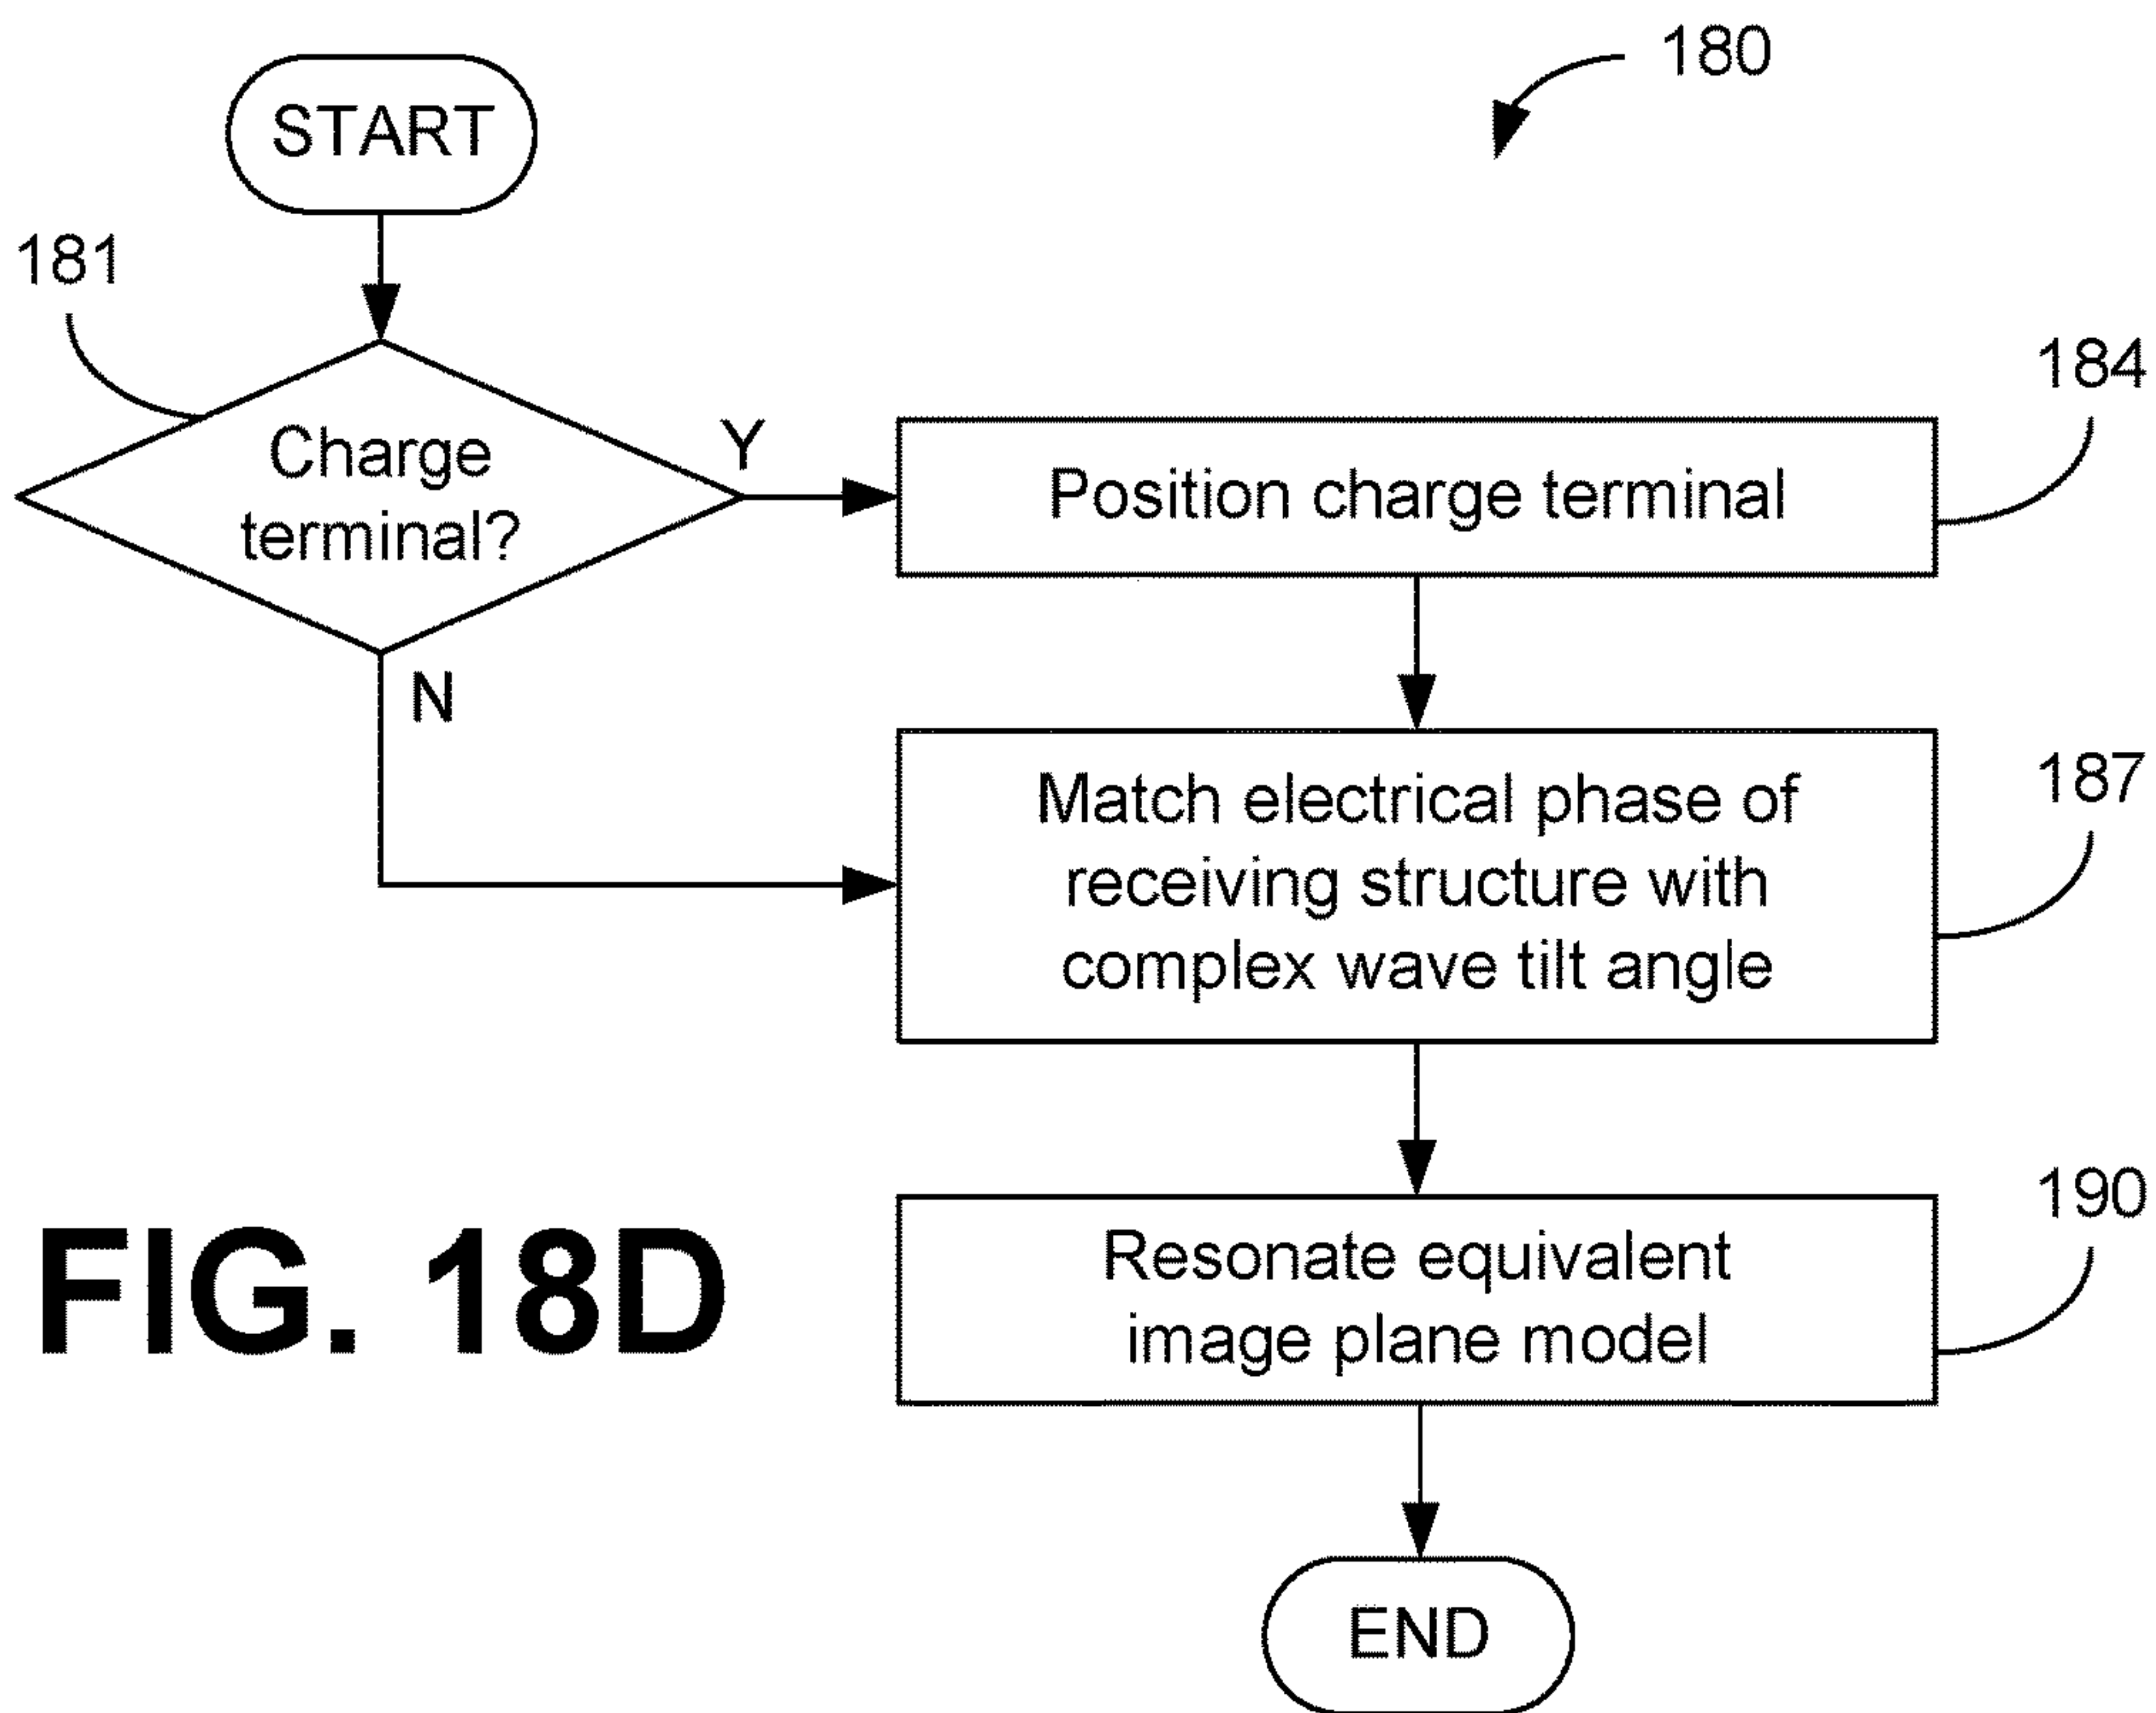 180
START
181
Charge
terminal?
Y
N
184
Position charge terminal
187
Match electrical phase of
receiving structure with
complex wave tilt angle
190
Resonate equivalent
image plane model
END
FIG. 18D